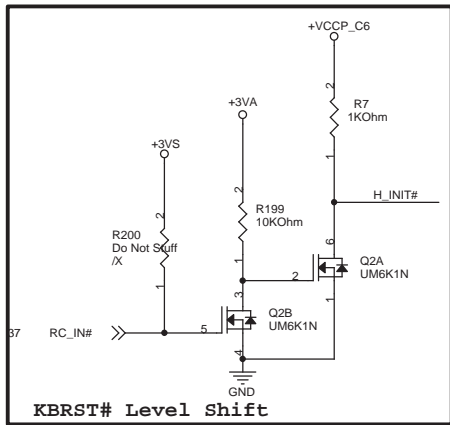 +VCCP_C6
2
R7
1KOhm
1
+3VA
+3VS
H_INIT#
2
R199
10KOhm
1
2
R200
Do Not Stuff
/X
1
6
2
Q2A
UM6K1N
1
3
Q2B
UM6K1N
5
4
37 RC_IN#
GND
KBRST# Level Shift